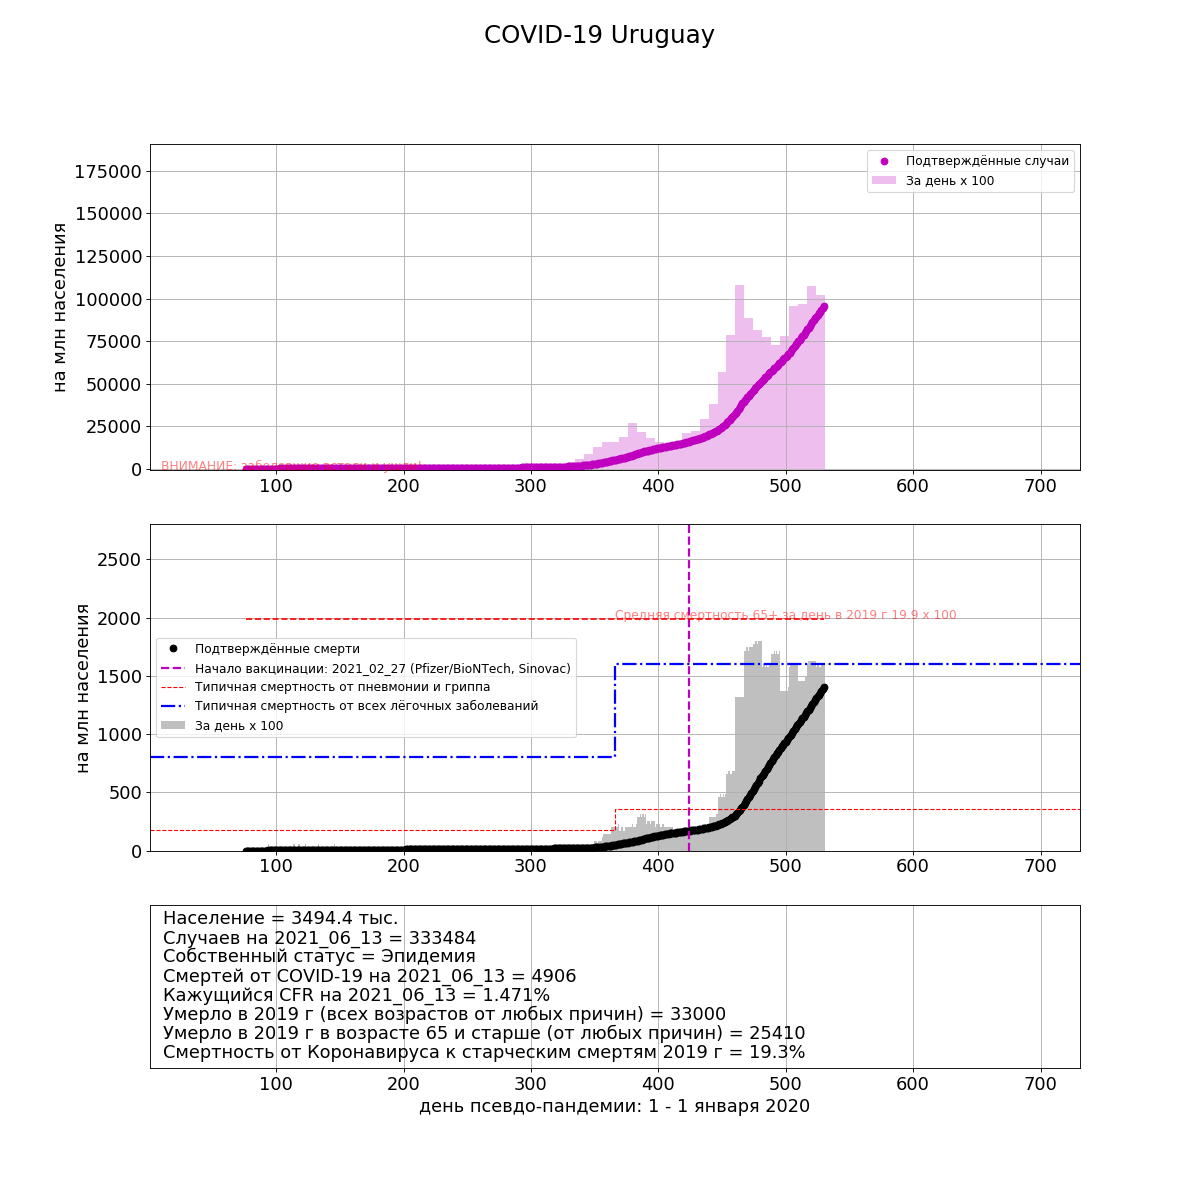 COVID-19 Uruguay
175000
150000
125000
100000
75000
50000
25000
0
на млн населения
Подтверждённые случаи
За день x 100
ВНИМАНИЕ:
100 200 300 400 500 600 700
2500
2000
1500
1000
500
0
на млн населения
Средняя смертность 65+ за день в 2019 г 19.9 x 100
Подтверждённые смерти
Начало вакцинации: 2021_02_27 (Pfizer/BioNTech, Sinovac)
Типичная смертность от пневмонии и гриппа
Типичная смертность от всех лёгочных заболеваний
За день x 100
100 200 300 400 500 600 700
Население = 3494.4 тыс.
Случаев на 2021_06_13 = 333484
Собственный статус = Эпидемия
Смертей от COVID-19 на 2021_06_13 = 4906
Кажущийся CFR на 2021_06_13 = 1.471%
Умерло в 2019 г (всех возрастов от любых причин) = 33000
Умерло в 2019 г в возрасте 65 и старше (от любых причин) = 25410
Смертность от Коронавируса к старческим смертям 2019 г = 19.3%
100 200 300 400 500 600 700
день псевдо-пандемии: 1 - 1 января 2020